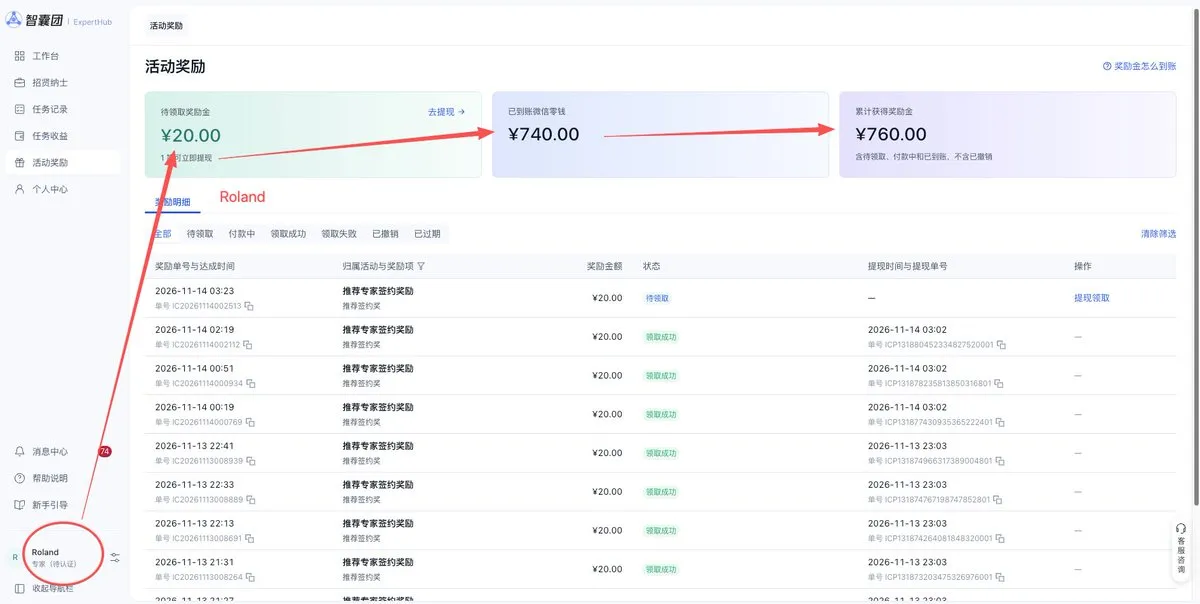 智囊团 | ExpertHub
工作台
招贤纳士
任务记录
任务收益
活动奖励
个人中心
消息中心 74
帮助说明
新手引导
R Roland
专家（待认证）
收起导航栏
活动奖励
活动奖励
奖励金怎么到账
待领取奖励金 去提现 →
¥20.00
可立即提现
已到账微信零钱
¥740.00
累计获得奖励金
¥760.00
含待领取、付款中和已到账，不含已撤销
奖励明细
Roland
全部 待领取 付款中 领取成功 领取失败 已撤销 已过期 清除筛选
奖励单号与达成时间 归属活动与奖励项 奖励金额 状态 提现时间与提现单号 操作
2026-11-14 03:23 推荐专家签约奖励 ¥20.00 待领取 — 提现领取
单号 IC20261114002513 推荐签约奖
2026-11-14 02:19 推荐专家签约奖励 ¥20.00 领取成功 2026-11-14 03:02 —
单号 IC20261114002112 推荐签约奖 单号 ICP131880452334827520001
2026-11-14 00:51 推荐专家签约奖励 ¥20.00 领取成功 2026-11-14 03:02 —
单号 IC20261114000934 推荐签约奖 单号 ICP131878235813850316801
2026-11-14 00:19 推荐专家签约奖励 ¥20.00 领取成功 2026-11-14 03:02 —
单号 IC20261114000769 推荐签约奖 单号 ICP131877430935365222401
2026-11-13 22:41 推荐专家签约奖励 ¥20.00 领取成功 2026-11-13 23:03 —
单号 IC20261113008939 推荐签约奖 单号 ICP131874966317389004801
2026-11-13 22:33 推荐专家签约奖励 ¥20.00 领取成功 2026-11-13 23:03 —
单号 IC20261113008889 推荐签约奖 单号 ICP131874767198747852801
2026-11-13 22:13 推荐专家签约奖励 ¥20.00 领取成功 2026-11-13 23:03 —
单号 IC20261113008691 推荐签约奖 单号 ICP131874264081848320001
2026-11-13 21:31 推荐专家签约奖励 ¥20.00 领取成功 2026-11-13 23:03 —
单号 IC20261113008264 推荐签约奖 单号 ICP131873203475326976001
2026-11-13 21:27 推荐专家签约奖励 ¥20.00 2026-11-13 23:03
客服咨询